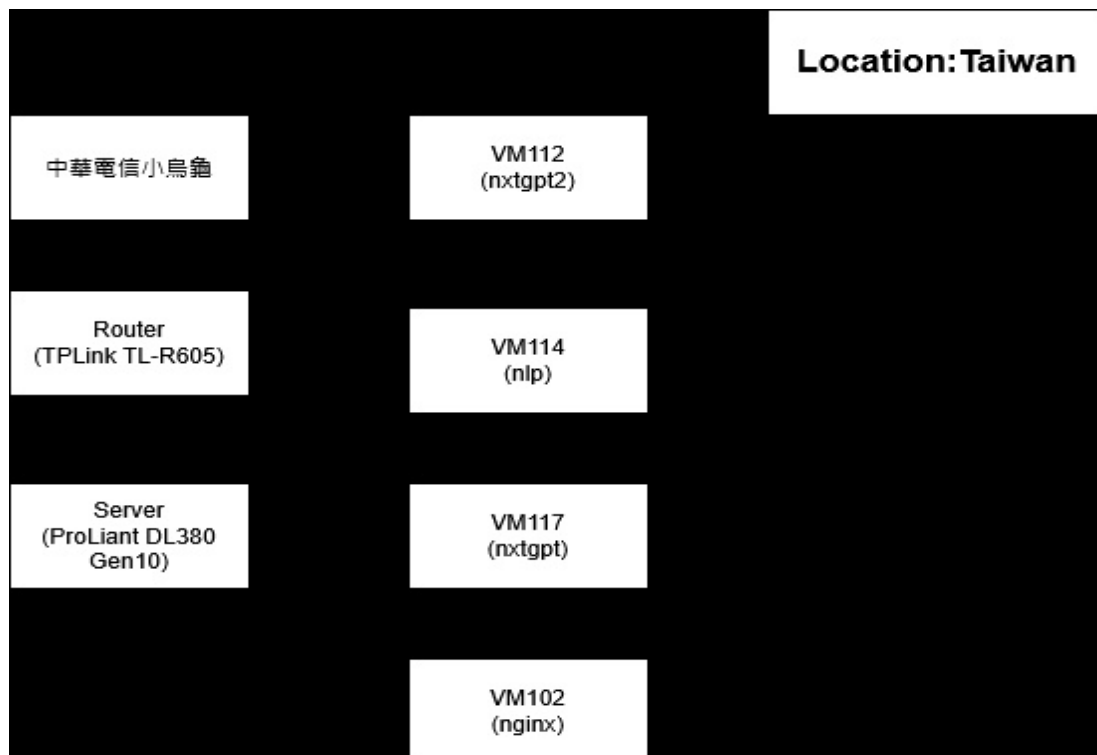 Location:Taiwan
中華電信小烏龜
VM112
(nxtgpt2)
Router
(TPLink TL-R605)
VM114
(nlp)
Server
(ProLiant DL380
Gen10)
VM117
(nxtgpt)
VM102
(nginx)